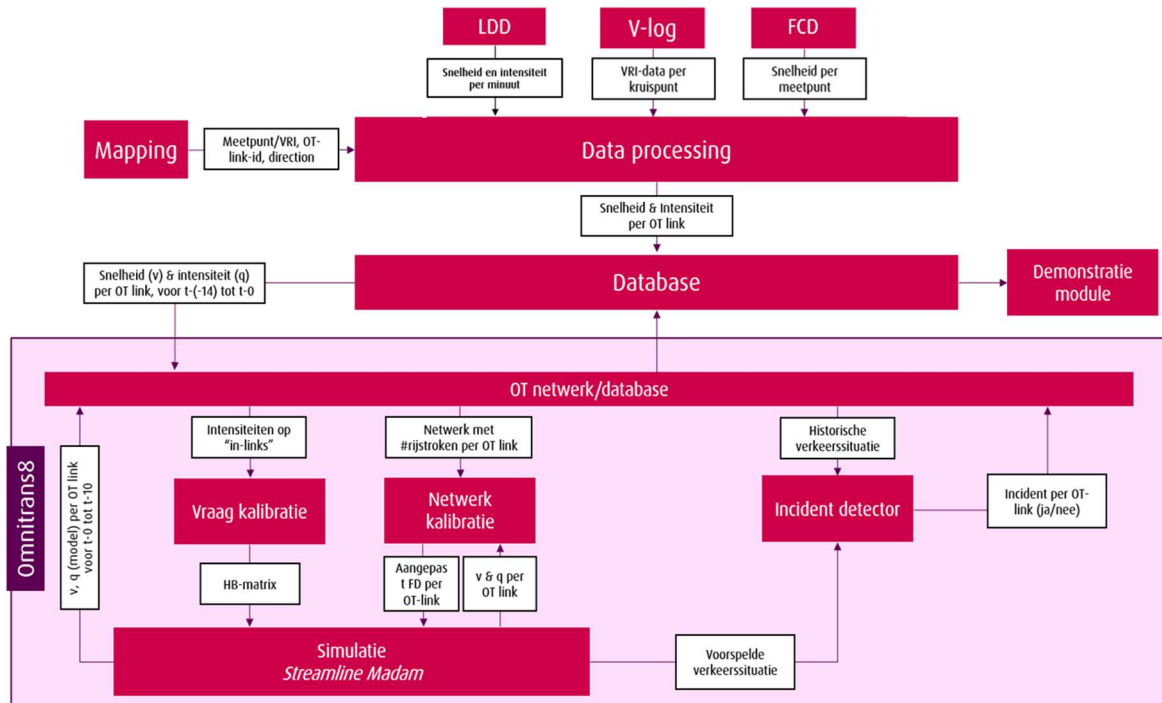 LDD
V-log
FCD
Snelheid en intensiteit
per minuut
VRI-data per
kruispunt
Snelheid per
meetpunt
Mapping
Meetpunt/VRI, OT-
link-id, direction
Data processing
Snelheid & Intensiteit
per OT link
Snelheid (v) & intensiteit (q)
per OT link, voor t-(-14) tot t-0
Database
Demonstratie
module
OT netwerk/database
Omnitrans8
v, q (model) per OT link
voor t-0 tot t-10
Intensiteiten op
“in-links”
Netwerk met
#rijstroken per OT link
Historische
verkeerssituatie
Vraag kalibratie
Netwerk
kalibratie
Incident detector
Incident per OT-
link (ja/nee)
HB-matrix
Aangepas
t FD per
OT-link
v & q per
OT link
Simulatie
Streamline Madam
Voorspelde
verkeerssituatie